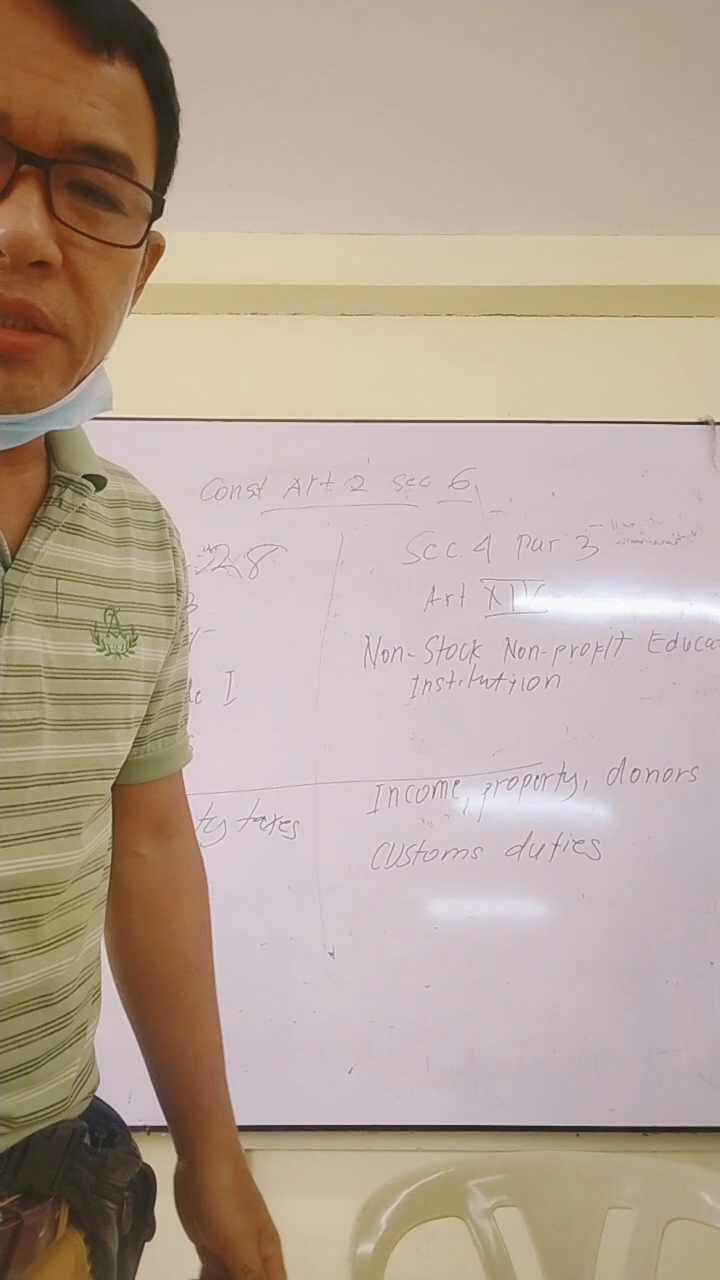 Const Art 2 Sec 6
228
Sec. 4 Par 3
Art XIV
I
Non-Stock Non-profit Educa
Institution
Income, property, donors
ty taxes
Customs duties